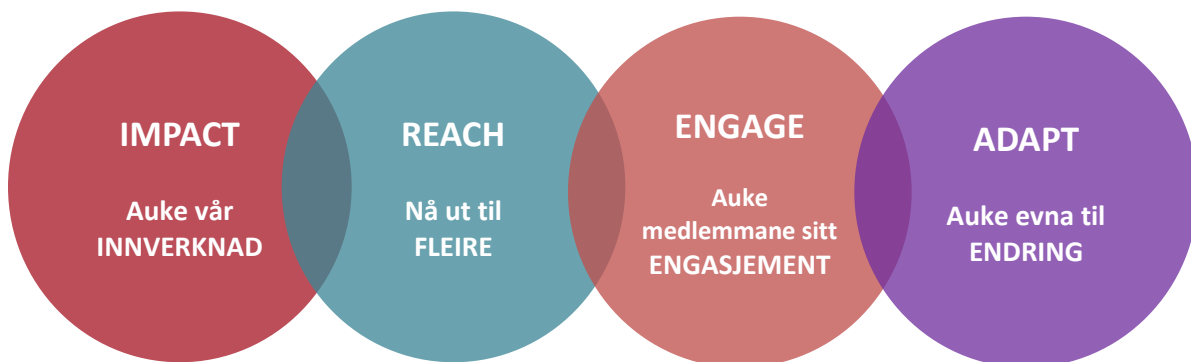 IMPACT
Auke vår
INNVERKNAD
REACH
Nå ut til
FLEIRE
ENGAGE
Auke
medlemmane sitt
ENGASJEMENT
ADAPT
Auke evna til
ENDRING